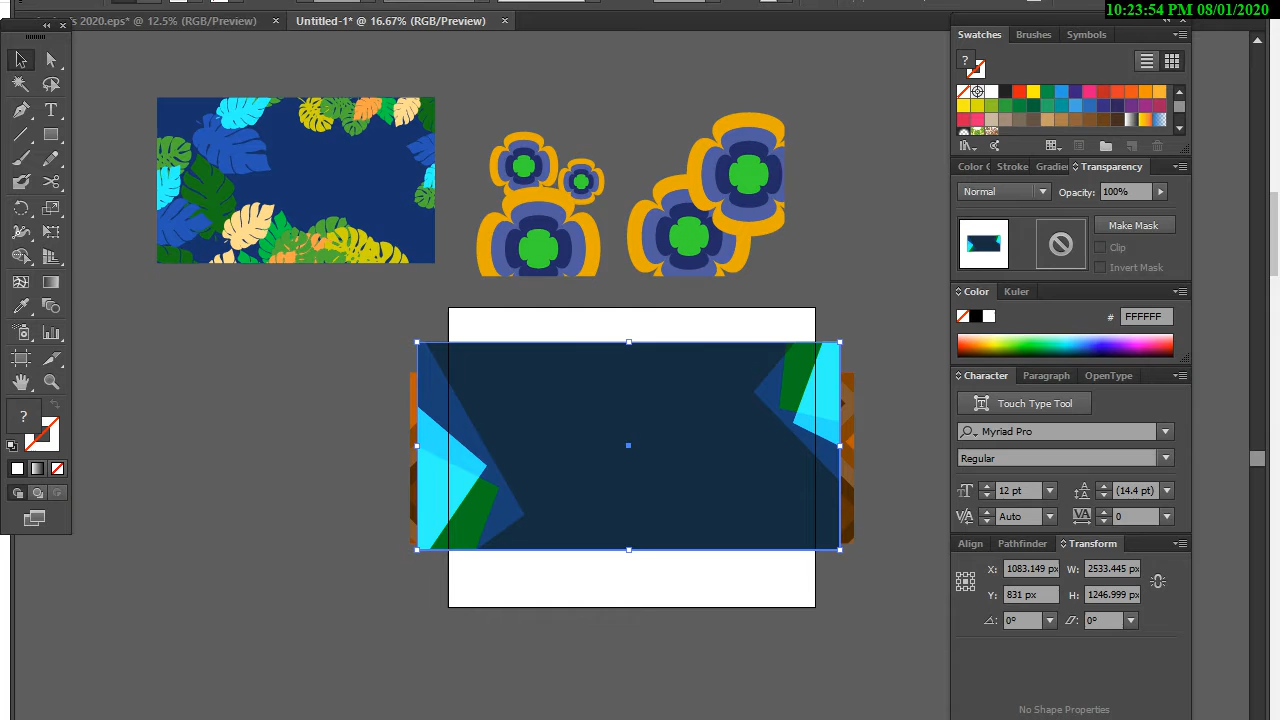 10:23:54 PM 08/01/2020
2020.eps* @ 12.5% (RGB/Preview)
Untitled-1* @ 16.67% (RGB/Preview)
Swatches
Brushes
Symbols
?
Color
Stroke
Gradie
Transparency
Normal
Opacity:
100%
Make Mask
Clip
Invert Mask
Color
Kuler
#
FFFFFF
Character
Paragraph
OpenType
Touch Type Tool
Myriad Pro
Regular
12 pt
(14.4 pt)
Auto
0
Align
Pathfinder
Transform
X:
1083.149 px
W:
2533.445 px
Y:
831 px
H:
1246.999 px
0°
0°
No Shape Properties
?